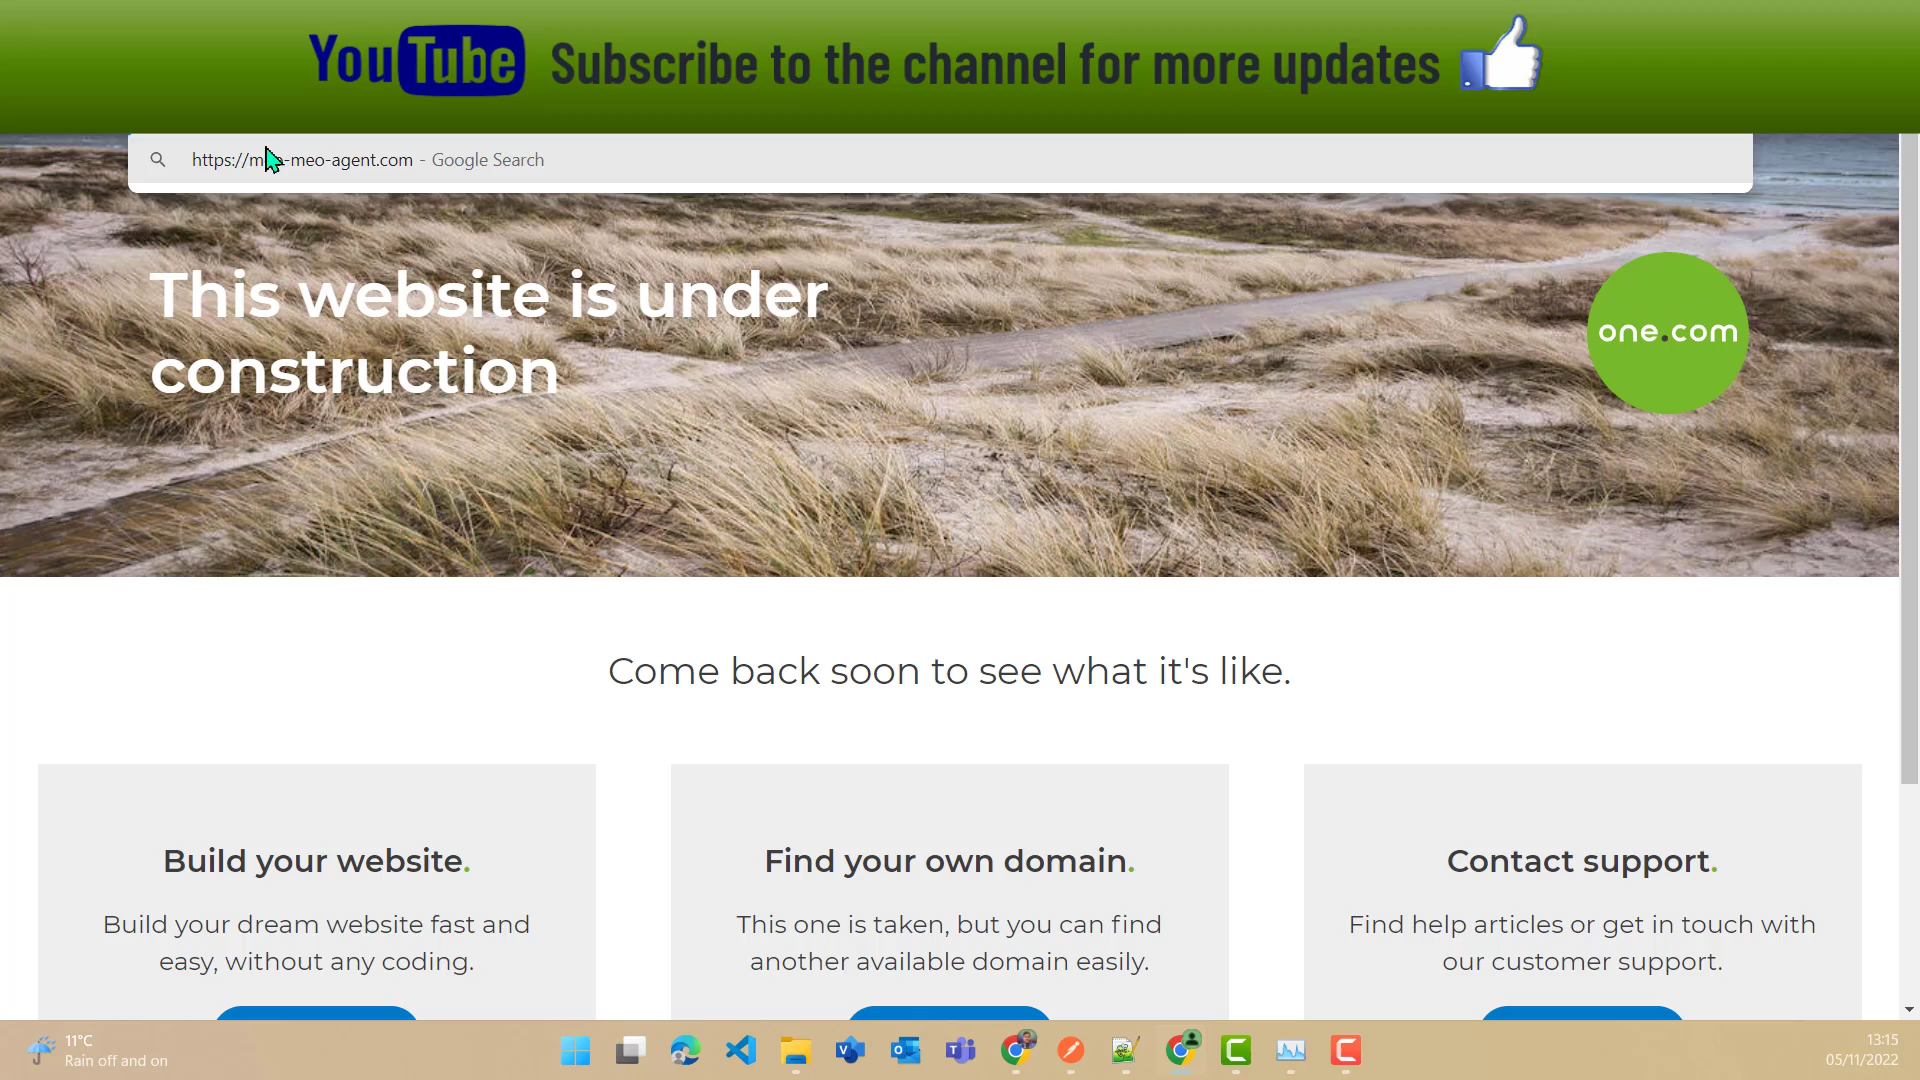 YouTube Subscribe to the channel for more updates
-meo-agent.com - Google Search
This website is under
construction
one.com
Come back soon to see what it's like.
Build your website.
Build your dream website fast and
easy, without any coding.
Find your own domain.
This one is taken, but you can find
another available domain easily.
Contact support.
Find help articles or get in touch with
our customer support.
11°C
Rain off and on
13:15
05/11/2022